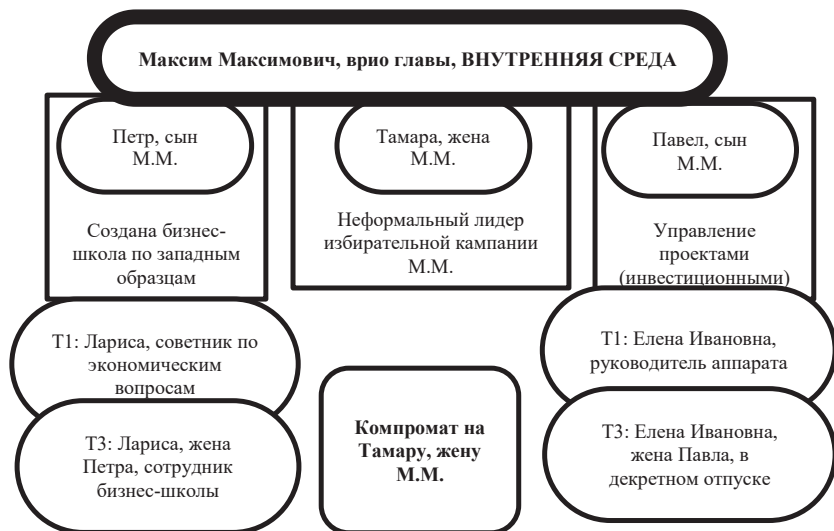 Максим Максимович, врио главы, ВНУТРЕННЯЯ СРЕДА
Петр, сын
М.М.
Создана бизнес-
школа по западным
образцам
Тамара, жена
М.М.
Неформальный лидер
избирательной кампании
М.М.
Павел, сын
М.М.
Управление
проектами
(инвестиционными)
Т1: Лариса, советник по
экономическим
вопросам
Т3: Лариса, жена
Петра, сотрудник
бизнес-школы
Компромат на
Тамару, жену
М.М.
Т1: Елена Ивановна,
руководитель аппарата
Т3: Елена Ивановна,
жена Павла, в
декретном отпуске